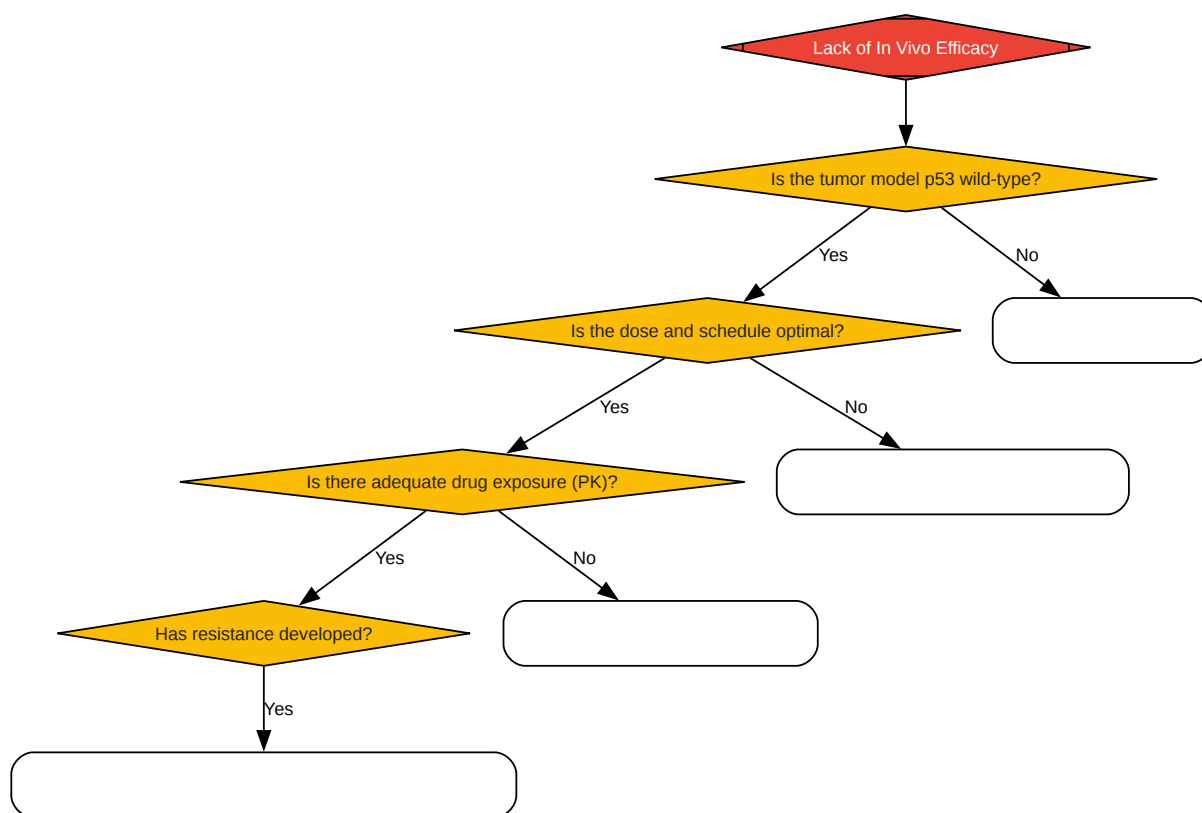 Lack of In Vivo Efficacy
Is the tumor model p53 wild-type?
Yes
No
Is the dose and schedule optimal?
Yes
No
Is there adequate drug exposure (PK)?
Yes
No
Has resistance developed?
Yes